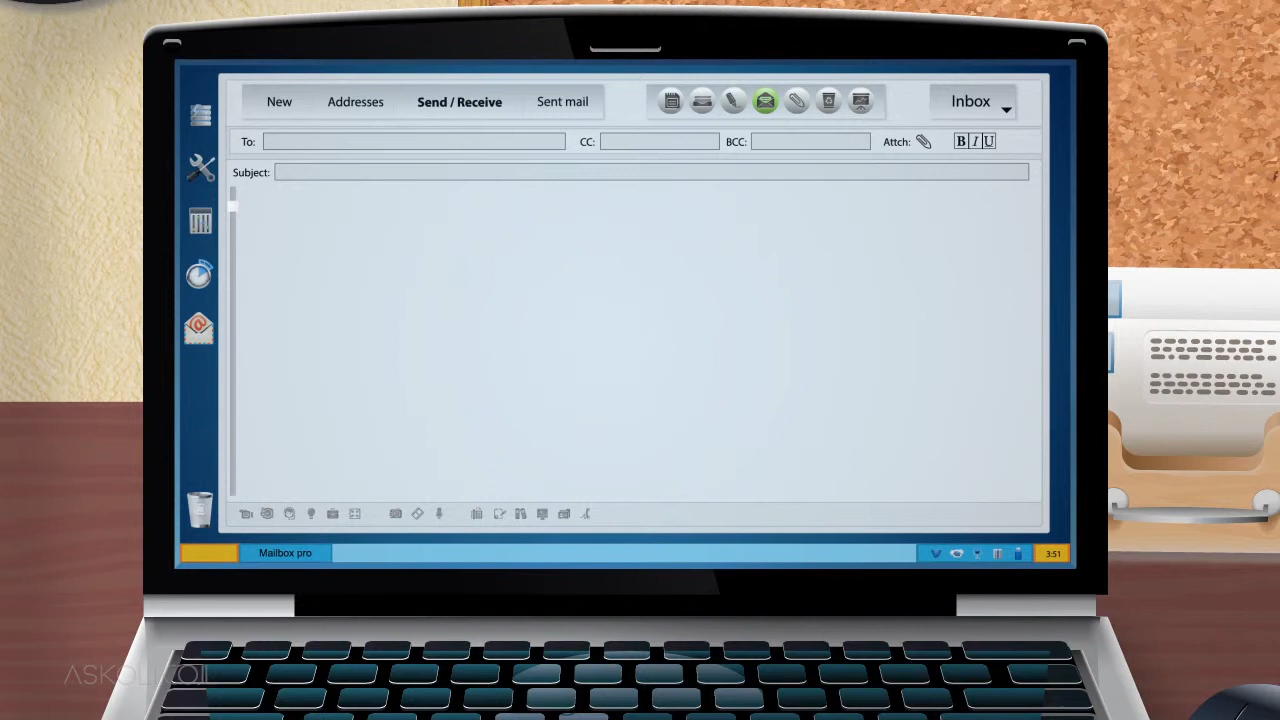 New Addresses Send / Receive Sent mail Inbox
To: CC: BCC: Attch: B I U
Subject:
Mailbox pro 3:51